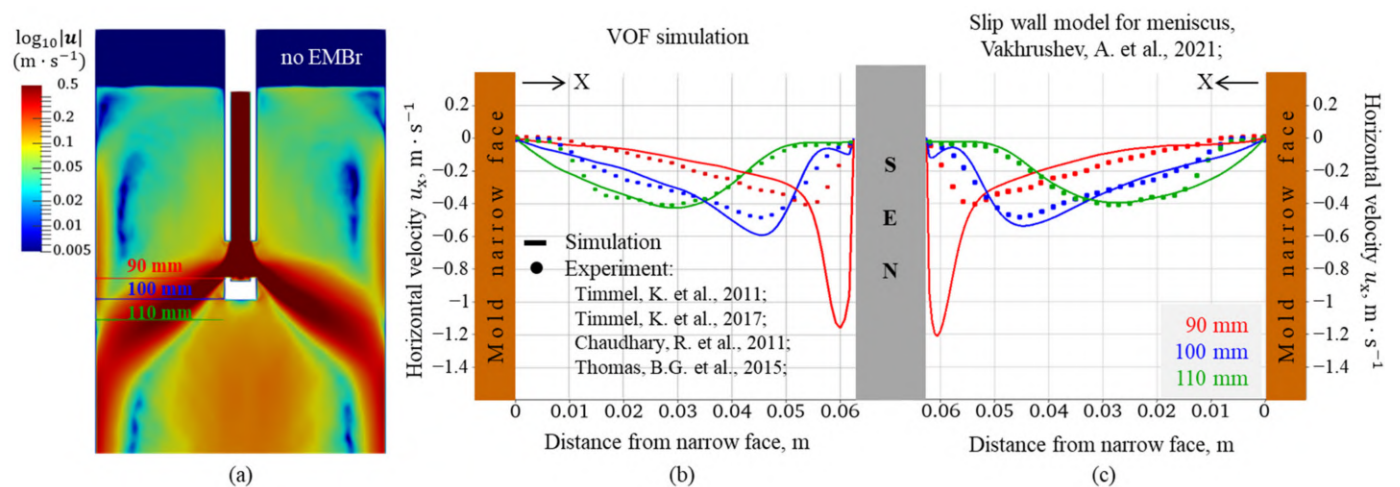 log₁₀|u|
(m · s⁻¹)
no EMBr
0.5
0.2
0.1
0.05
0.02
0.01
0.005
90 mm
100 mm
110 mm
(a)
VOF simulation
X
0.2
0
−0.2
−0.4
−0.6
−0.8
−1
−1.2
−1.4
Horizontal velocity uₓ, m · s⁻¹
Mold narrow face
Simulation
Experiment:
Timmel, K. et al., 2011;
Timmel, K. et al., 2017;
Chaudhary, R. et al., 2011;
Thomas, B.G. et al., 2015;
0 0.01 0.02 0.03 0.04 0.05 0.06
Distance from narrow face, m
(b)
S
E
N
Slip wall model for meniscus,
Vakhrushev, A. et al., 2021;
X
90 mm
100 mm
110 mm
0.06 0.05 0.04 0.03 0.02 0.01 0
Distance from narrow face, m
(c)
Mold narrow face
0.2
0
−0.2
−0.4
−0.6
−0.8
−1
−1.2
−1.4
Horizontal velocity uₓ, m · s⁻¹